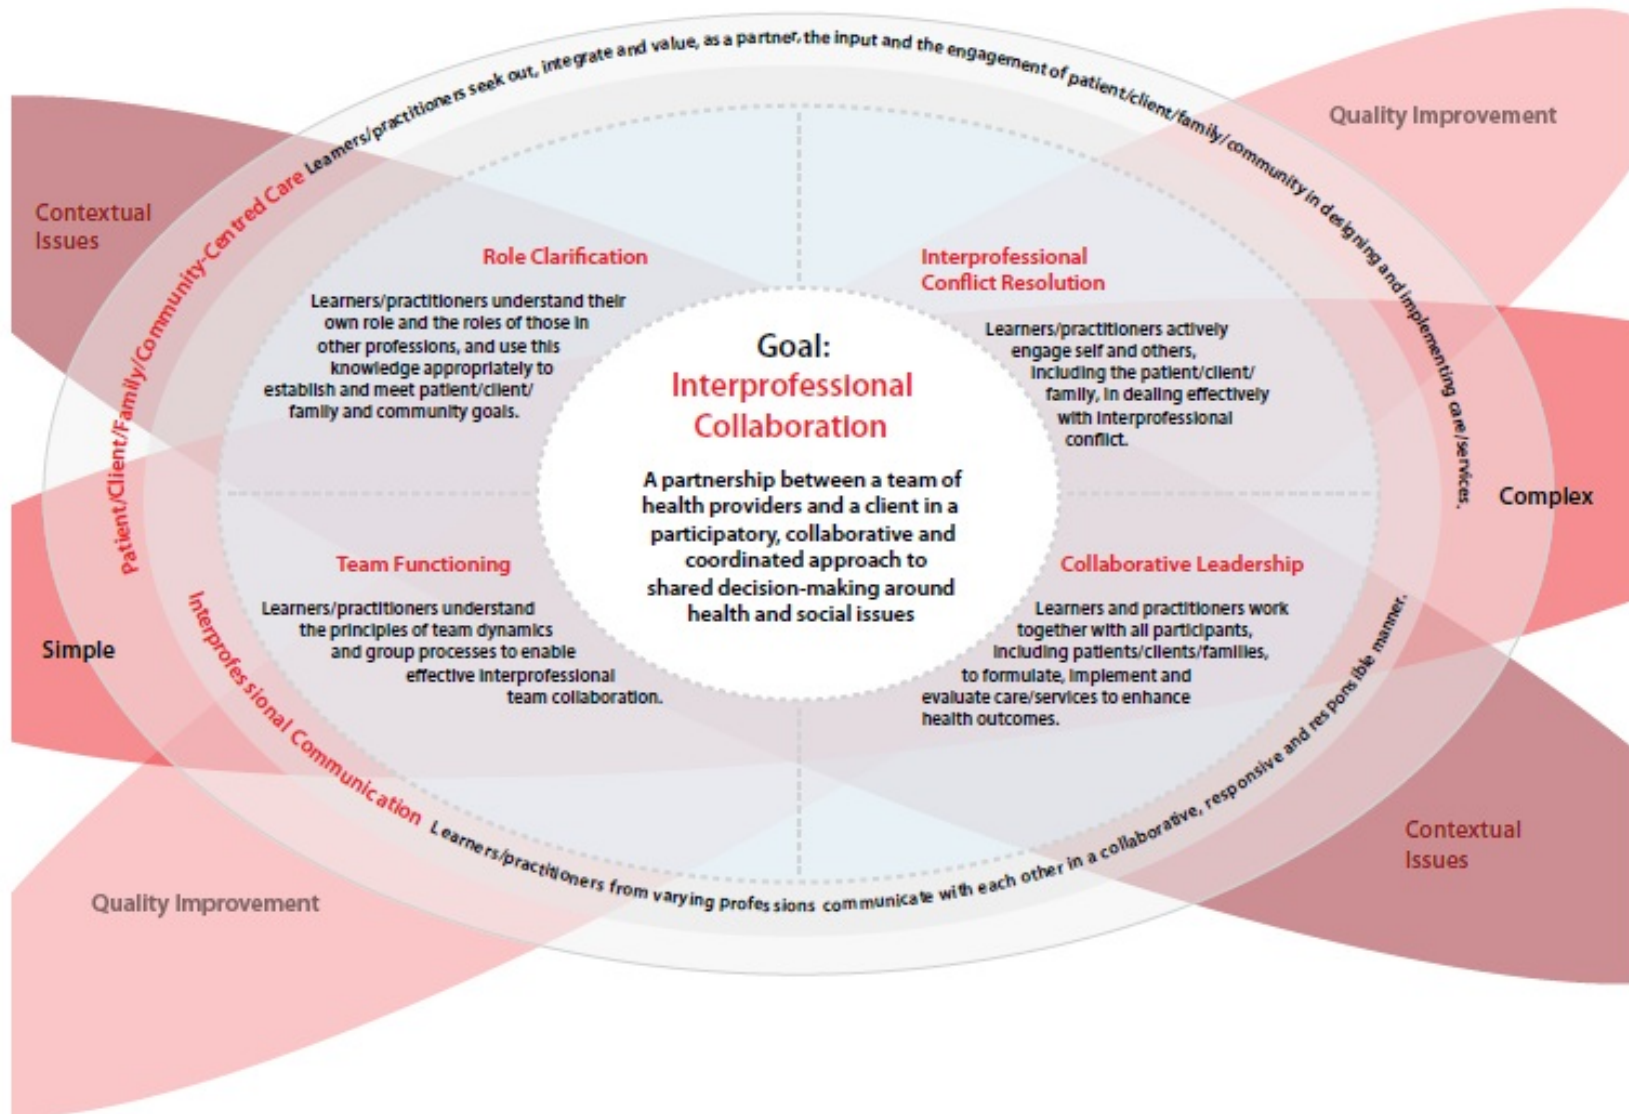 Patient/Client/Family/Community-Centred Care Learners/practitioners seek out, integrate and value, as a partner, the input and the engagement of patient/client/family/community in designing and implementing care/services.
Quality Improvement
Contextual
Issues
Role Clarification
Learners/practitioners understand their
own role and the roles of those in
other professions, and use this
knowledge appropriately to
establish and meet patient/client/
family and community goals.
Interprofessional
Conflict Resolution
Learners/practitioners actively
engage self and others,
including the patient/client/
family, in dealing effectively
with interprofessional
conflict.
Goal:
Interprofessional
Collaboration
A partnership between a team of
health providers and a client in a
participatory, collaborative and
coordinated approach to
shared decision-making around
health and social issues
Complex
Team Functioning
Learners/practitioners understand
the principles of team dynamics
and group processes to enable
effective interprofessional
team collaboration.
Collaborative Leadership
Learners and practitioners work
together with all participants,
including patients/clients/families,
to formulate, implement and
evaluate care/services to enhance
health outcomes.
Simple
Interprofessional Communication Learners/practitioners from varying professions communicate with each other in a collaborative, responsive and responsible manner.
Contextual
Issues
Quality Improvement